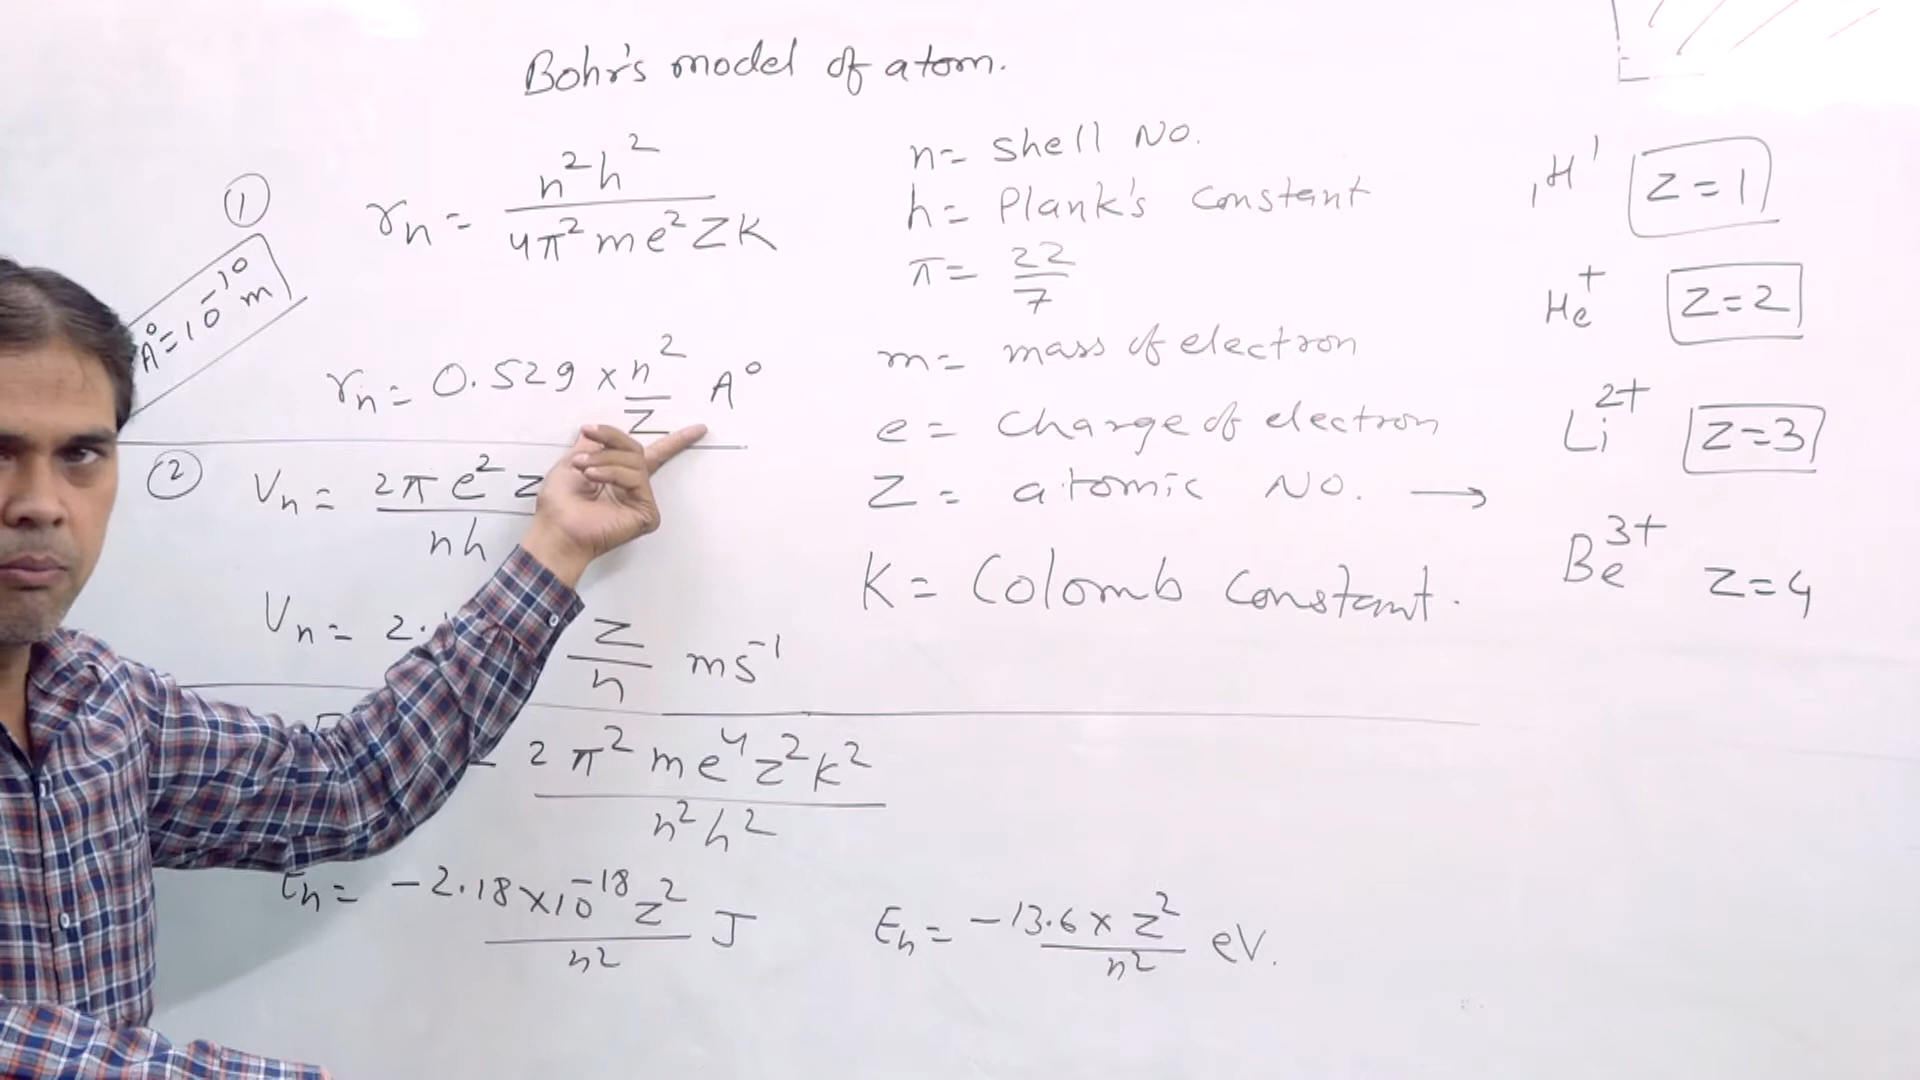 Bohr's model of atom.
①
A° = 10⁻¹⁰ m
rₙ = n²h² / 4π²me²ZK
rₙ = 0.529 × n²/Z A°
②
Vₙ = 2πe²z / nh
Vₙ = 2. Z/n ms⁻¹
2π²me⁴z²k² / n²h²
Eₙ = -2.18×10⁻¹⁸ z² / n² J
Eₙ = -13.6 × z² / n² eV.
n = shell No.
h = Plank's constant
π = 22/7
m = mass of electron
e = charge of electron
Z = atomic No. →
K = Colomb constant.
₁H¹ Z=1
He⁺ Z=2
Li²⁺ Z=3
Be³⁺ Z=4